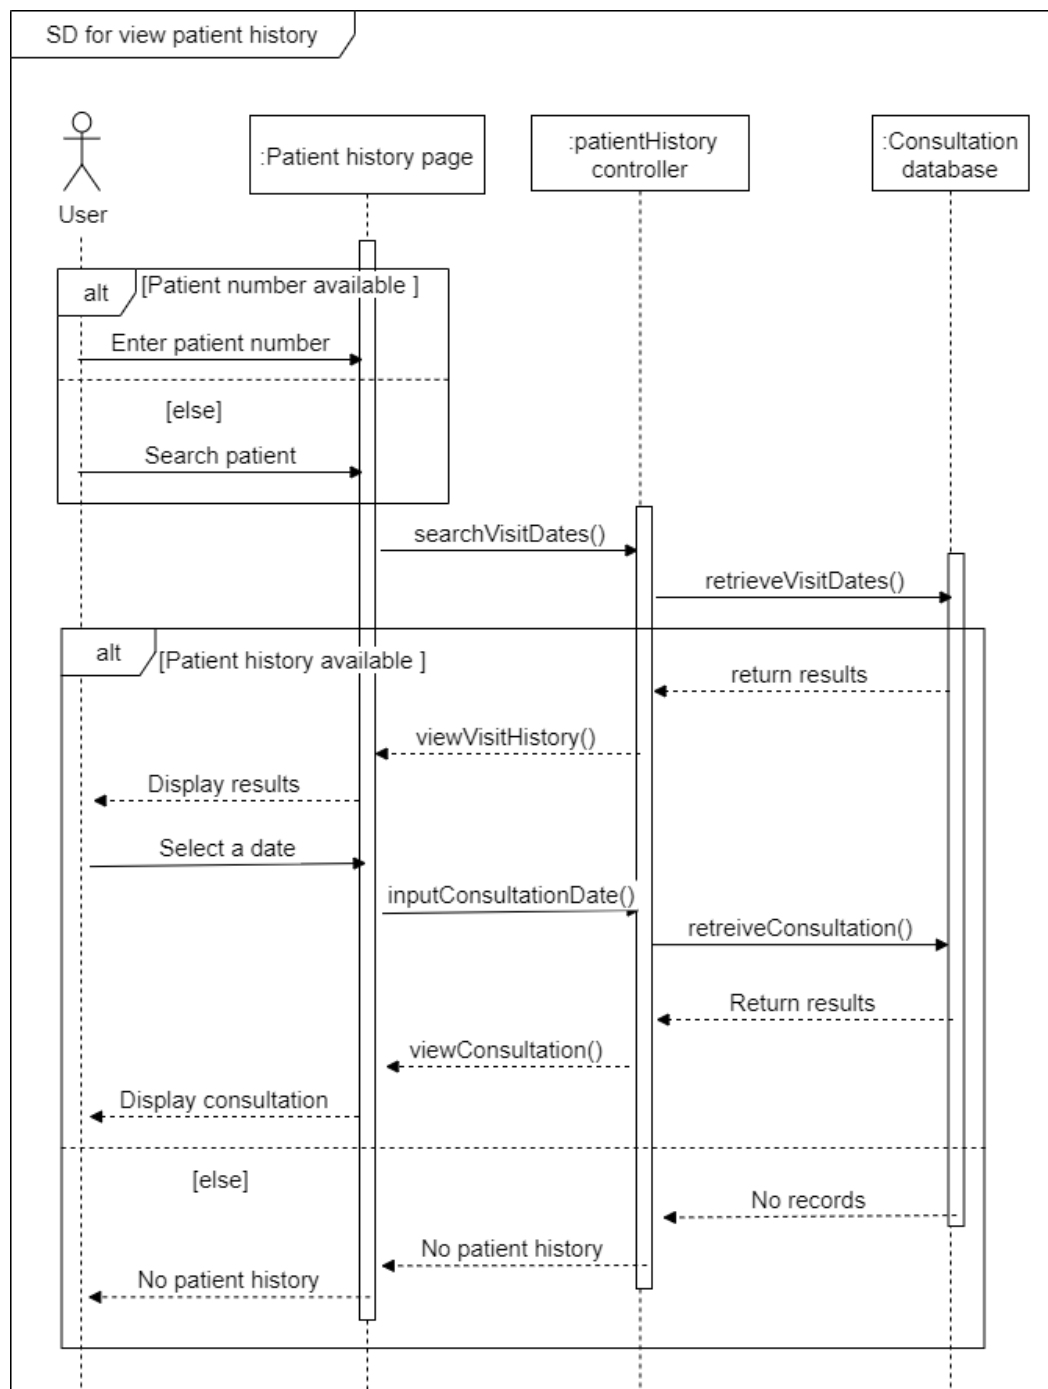 SD for view patient history
User
:Patient history page
:patientHistory
controller
:Consultation
database
alt
[Patient number available ]
Enter patient number
[else]
Search patient
searchVisitDates()
retrieveVisitDates()
alt
[Patient history available ]
return results
viewVisitHistory()
Display results
Select a date
inputConsultationDate()
retreiveConsultation()
Return results
viewConsultation()
Display consultation
[else]
No records
No patient history
No patient history